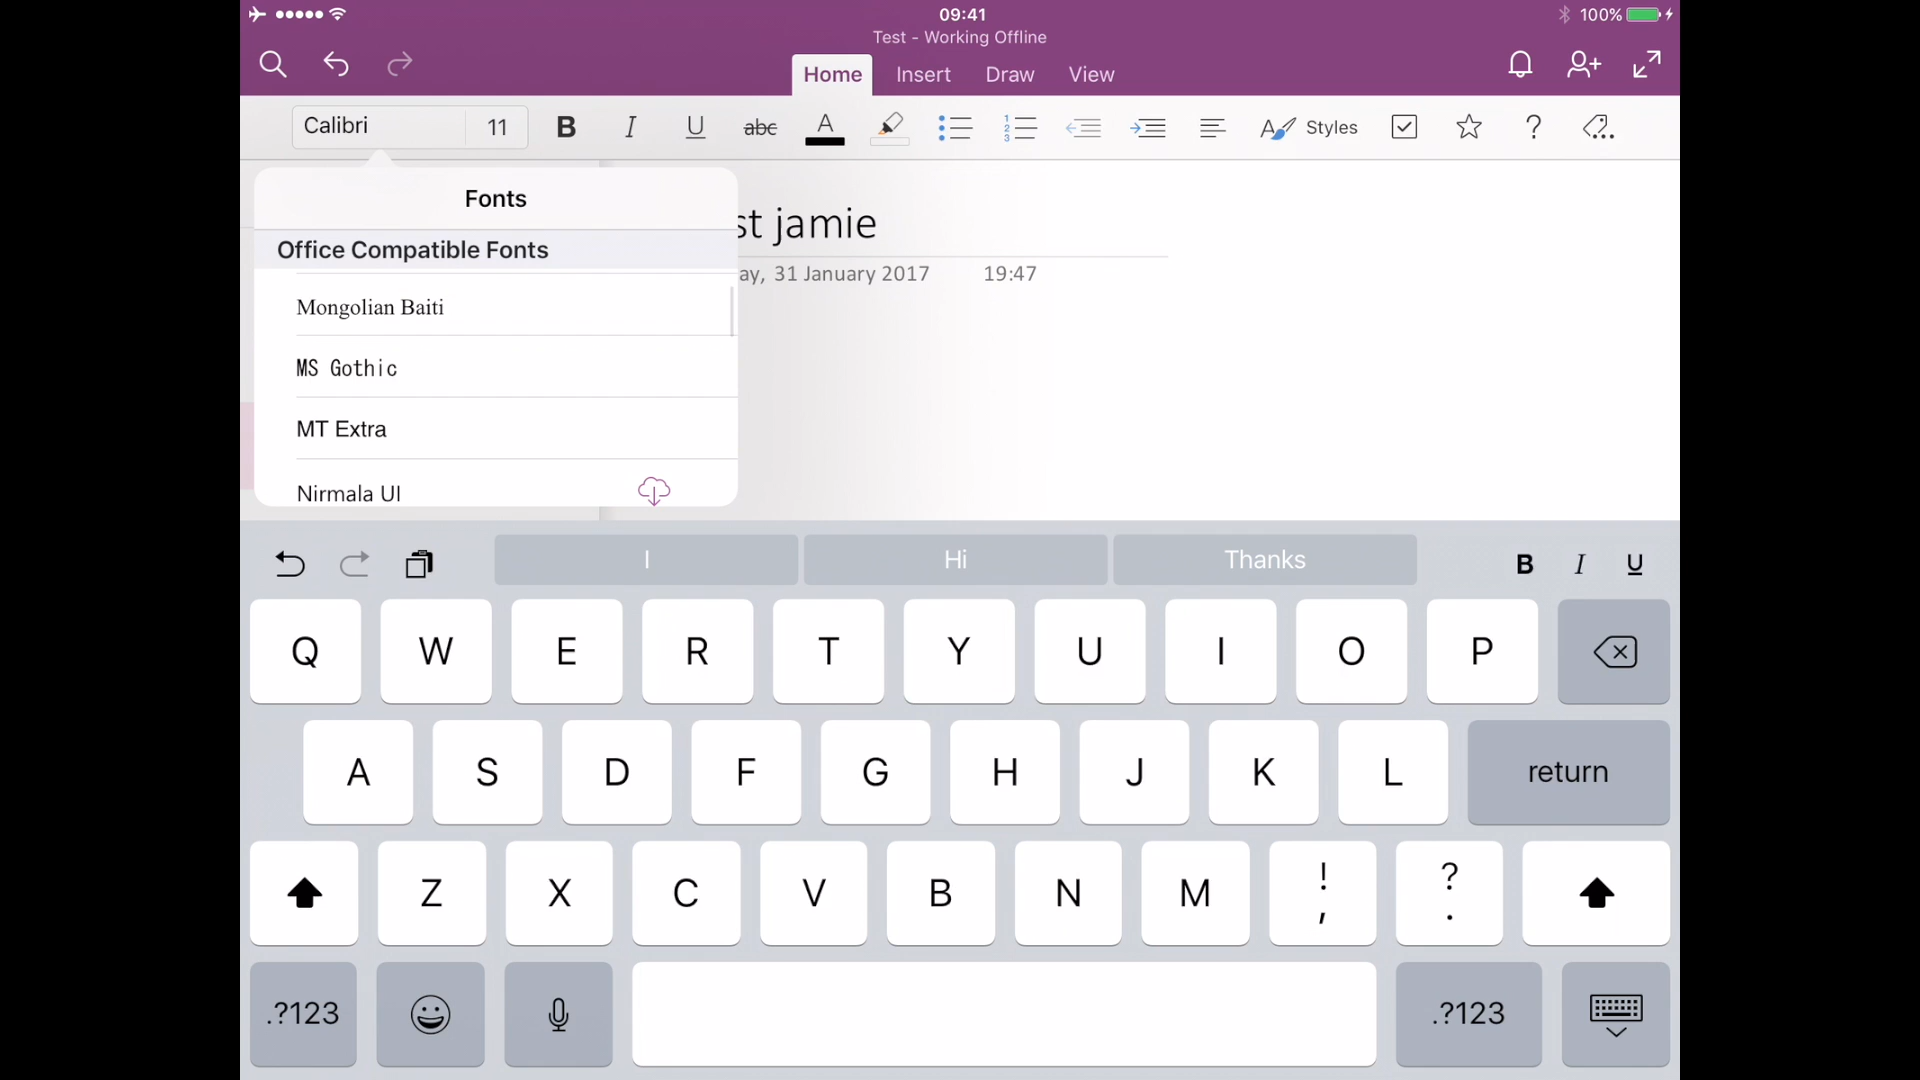 09:41
100%
Test - Working Offline
Home Insert Draw View
Calibri 11 B I U abc A Styles ?
Fonts
Office Compatible Fonts
Mongolian Baiti
MS Gothic
MT Extra
Nirmala UI
st jamie
ay, 31 January 2017 19:47
I Hi Thanks B I U
Q W E R T Y U I O P
A S D F G H J K L return
Z X C V B N M ! , ? .
.?123 .?123